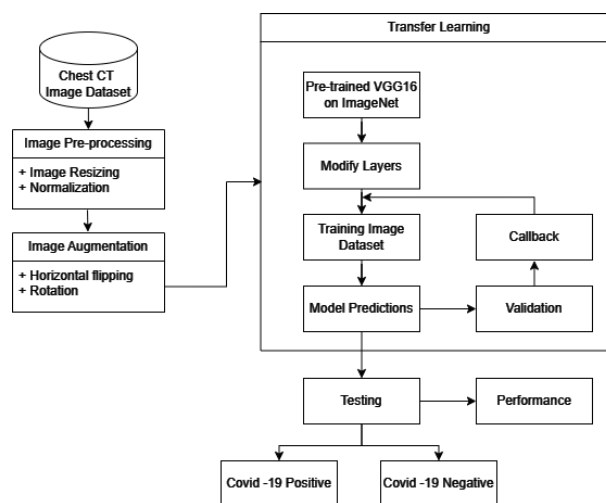 Chest CT
Image Dataset
Image Pre-processing
+ Image Resizing
+ Normalization
Image Augmentation
+ Horizontal flipping
+ Rotation
Transfer Learning
Pre-trained VGG16
on ImageNet
Modify Layers
Training Image
Dataset
Callback
Model Predictions
Validation
Testing
Performance
Covid -19 Positive
Covid -19 Negative